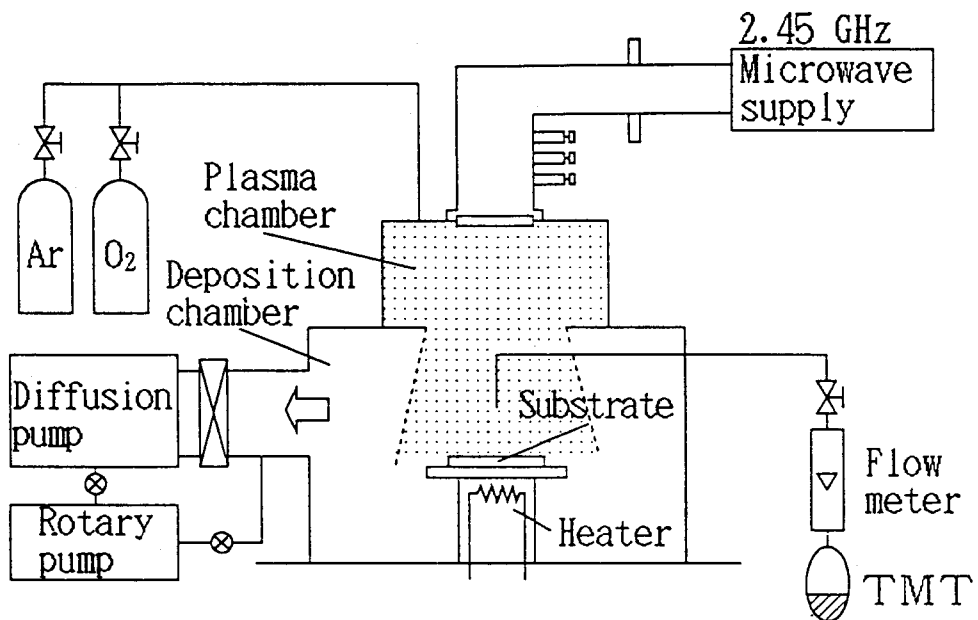 2.45 GHz
Microwave
supply
Plasma
chamber
Ar
O₂
Deposition
chamber
Diffusion
pump
Substrate
Flow
meter
Rotary
pump
Heater
TMT